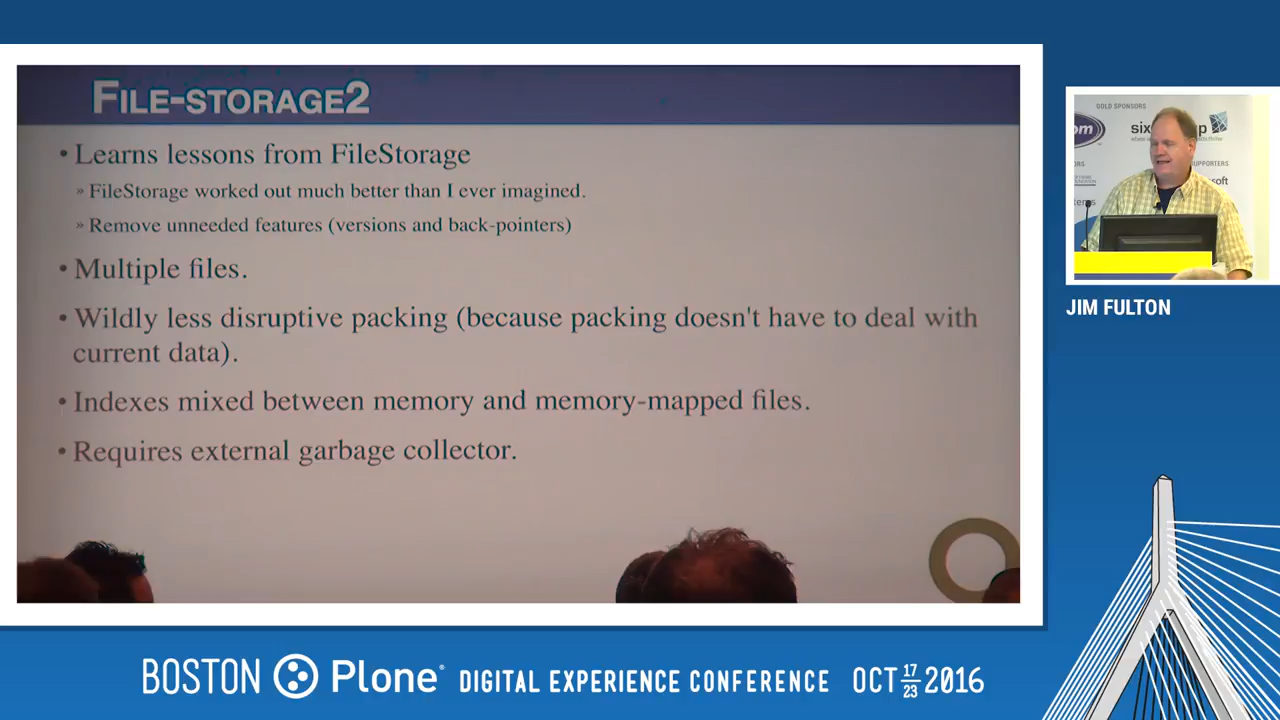 FILE-STORAGE2
• Learns lessons from FileStorage
» FileStorage worked out much better than I ever imagined.
» Remove unneeded features (versions and back-pointers)
• Multiple files.
• Wildly less disruptive packing (because packing doesn't have to deal with
current data).
• Indexes mixed between memory and memory-mapped files.
• Requires external garbage collector.
GOLD SPONSORS
six
JIM FULTON
BOSTON Plone® DIGITAL EXPERIENCE CONFERENCE OCT 17 23 2016